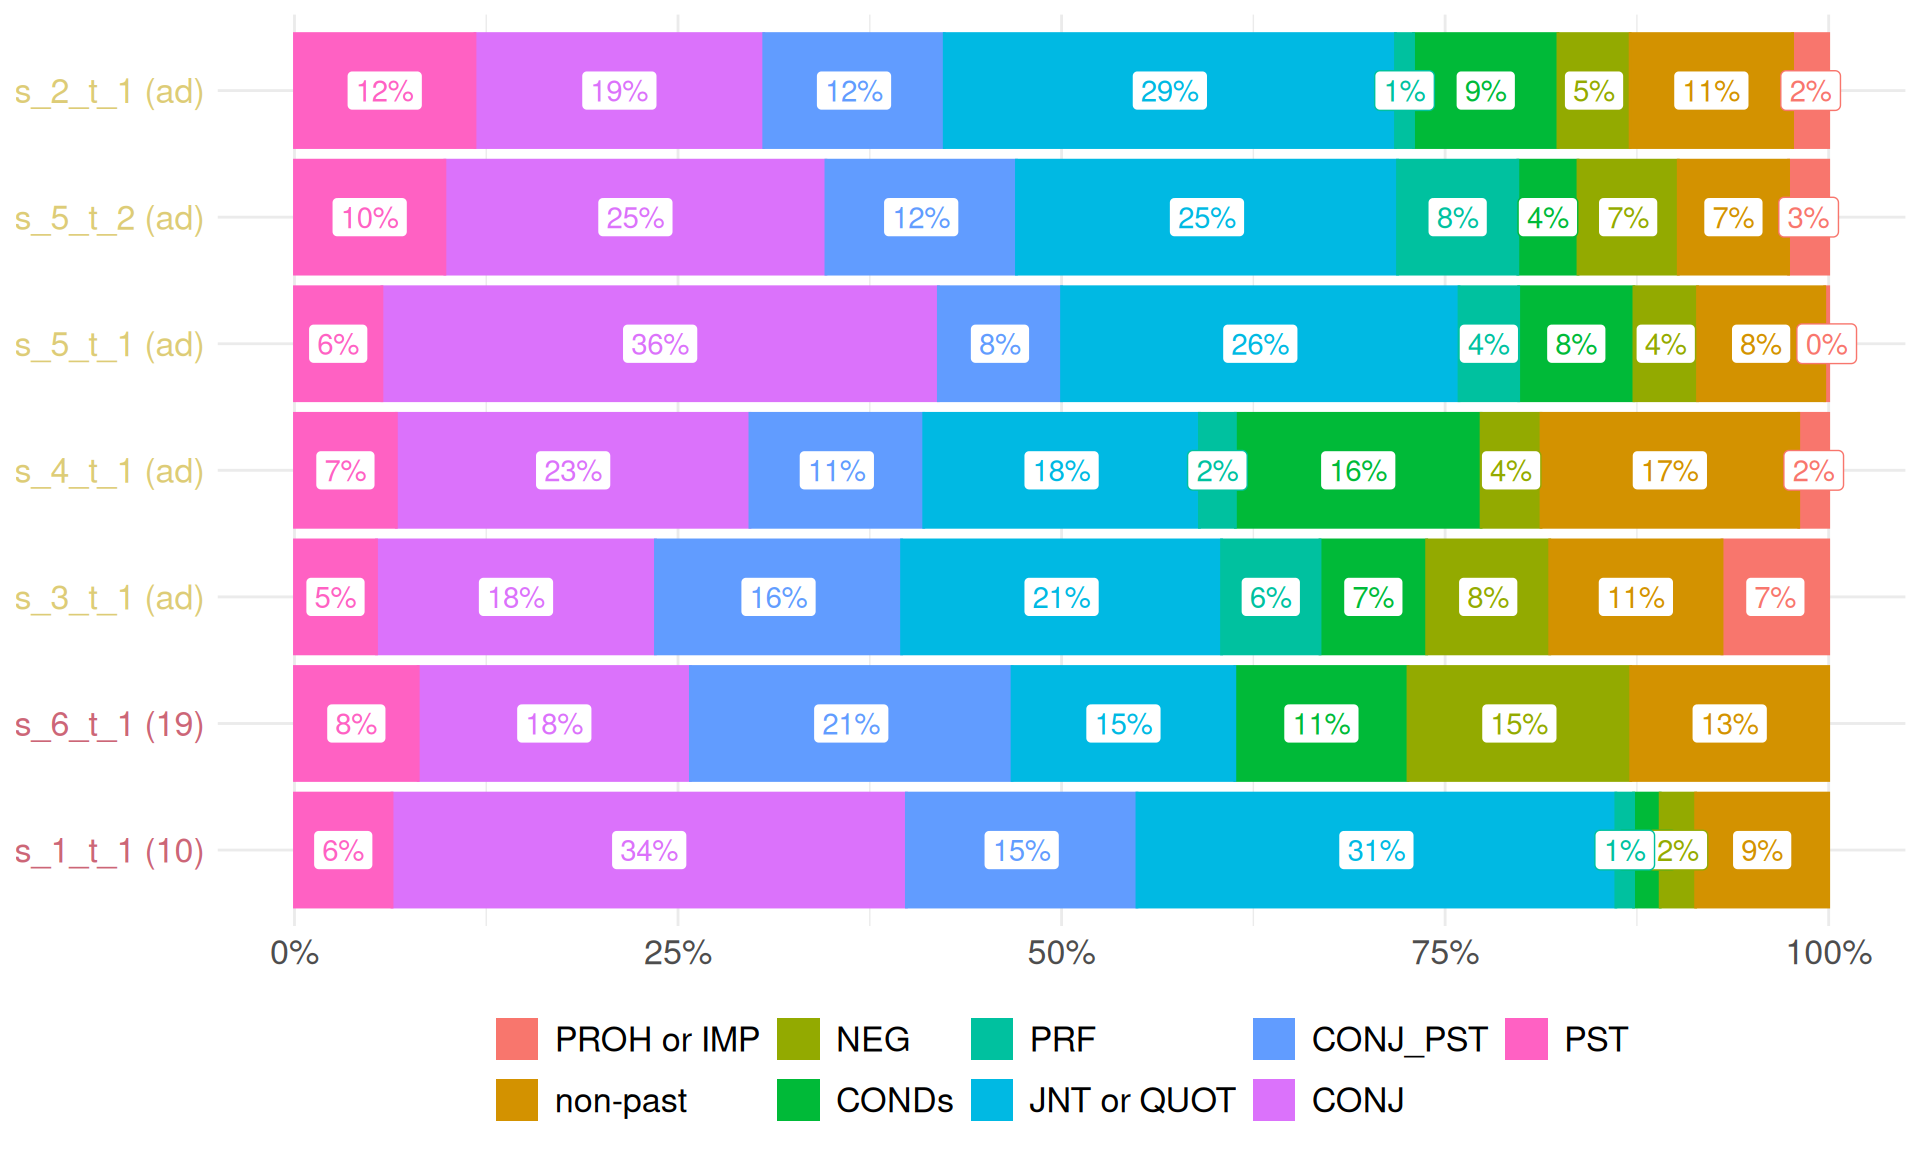 s_2_t_1 (ad) 12% 19% 12% 29% 1% 9% 5% 11% 2%
s_5_t_2 (ad) 10% 25% 12% 25% 8% 4% 7% 7% 3%
s_5_t_1 (ad) 6% 36% 8% 26% 4% 8% 4% 8% 0%
s_4_t_1 (ad) 7% 23% 11% 18% 2% 16% 4% 17% 2%
s_3_t_1 (ad) 5% 18% 16% 21% 6% 7% 8% 11% 7%
s_6_t_1 (19) 8% 18% 21% 15% 11% 15% 13%
s_1_t_1 (10) 6% 34% 15% 31% 1% 2% 9%
0% 25% 50% 75% 100%
PROH or IMP NEG PRF CONJ_PST PST
non-past CONDs JNT or QUOT CONJ